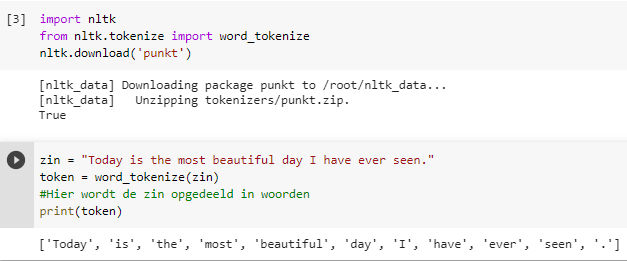 [3] import nltk
from nltk.tokenize import word_tokenize
nltk.download('punkt')
[nltk_data] Downloading package punkt to /root/nltk_data...
[nltk_data]   Unzipping tokenizers/punkt.zip.
True
zin = "Today is the most beautiful day I have ever seen."
token = word_tokenize(zin)
#Hier wordt de zin opgedeeld in woorden
print(token)
['Today', 'is', 'the', 'most', 'beautiful', 'day', 'I', 'have', 'ever', 'seen', '.']